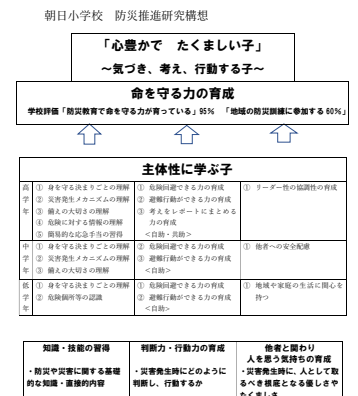 朝日小学校　防災推進研究構想
「心豊かで　たくましい子」
～気づき、考え、行動する子～
命を守る力の育成
学校評価「防災教育で命を守る力が育っている」95％　「地域の防災訓練に参加する 60％」
主体性に学ぶ子
高学年
① 身を守る決まりごとの理解
② 災害発生メカニズムの理解
③ 備えの大切さの理解
④ 危険に対する情報の理解
⑤ 簡易的な応急手当の習得
① 危険回避できる力の育成
② 避難行動ができる力の育成
③ 考えをレポートにまとめる
力の育成
＜自助・共助＞
① リーダー性の協調性の育成
中学年
① 身を守る決まりごとの理解
② 災害発生メカニズムの理解
③ 備えの大切さの理解
① 危険回避できる力の育成
② 避難行動ができる力の育成
＜自助＞
① 他者への安全配慮
低学年
① 身を守る決まりごとの理解
② 危険個所等の認識
① 危険回避できる力の育成
② 避難行動ができる力の育成
＜自助＞
① 地域や家庭の生活に関心を
持つ
知識・技能の習得
・防災や災害に関する基礎
的な知識・直接的内容
判断力・行動力の育成
・災害発生時にどのように
判断し、行動するか
他者と関わり
人を思う気持ちの育成
・災害発生時に、人として取
るべき根底となる優しさや
たくましさ